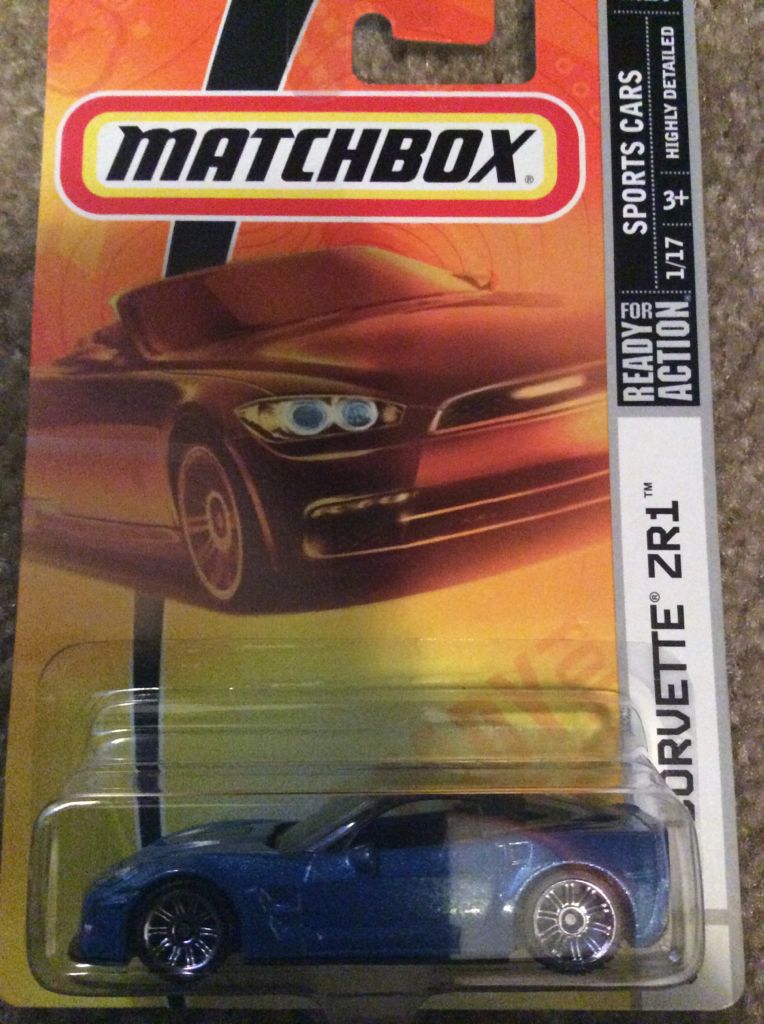 MATCHBOX®
SPORTS CARS
HIGHLY DETAILED
1/17
3+
READY FOR
ACTION®
CORVETTE® ZR1™